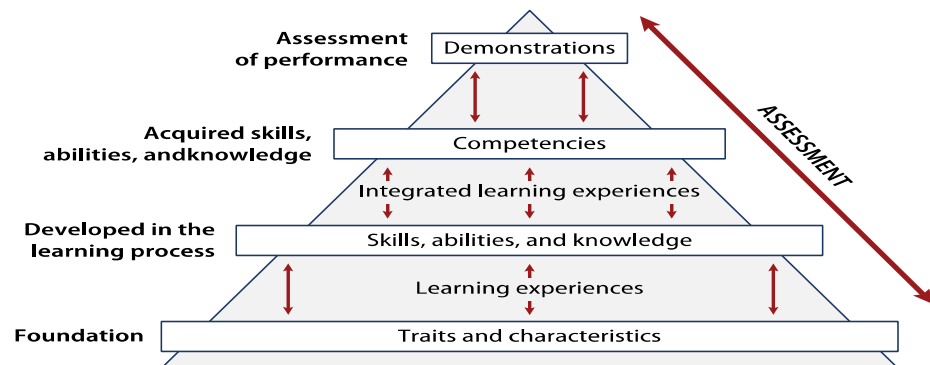 Assessment
of performance
Demonstrations
ASSESSMENT
Acquired skills,
abilities, andknowledge
Competencies
Integrated learning experiences
Developed in the
learning process
Skills, abilities, and knowledge
Learning experiences
Foundation
Traits and characteristics